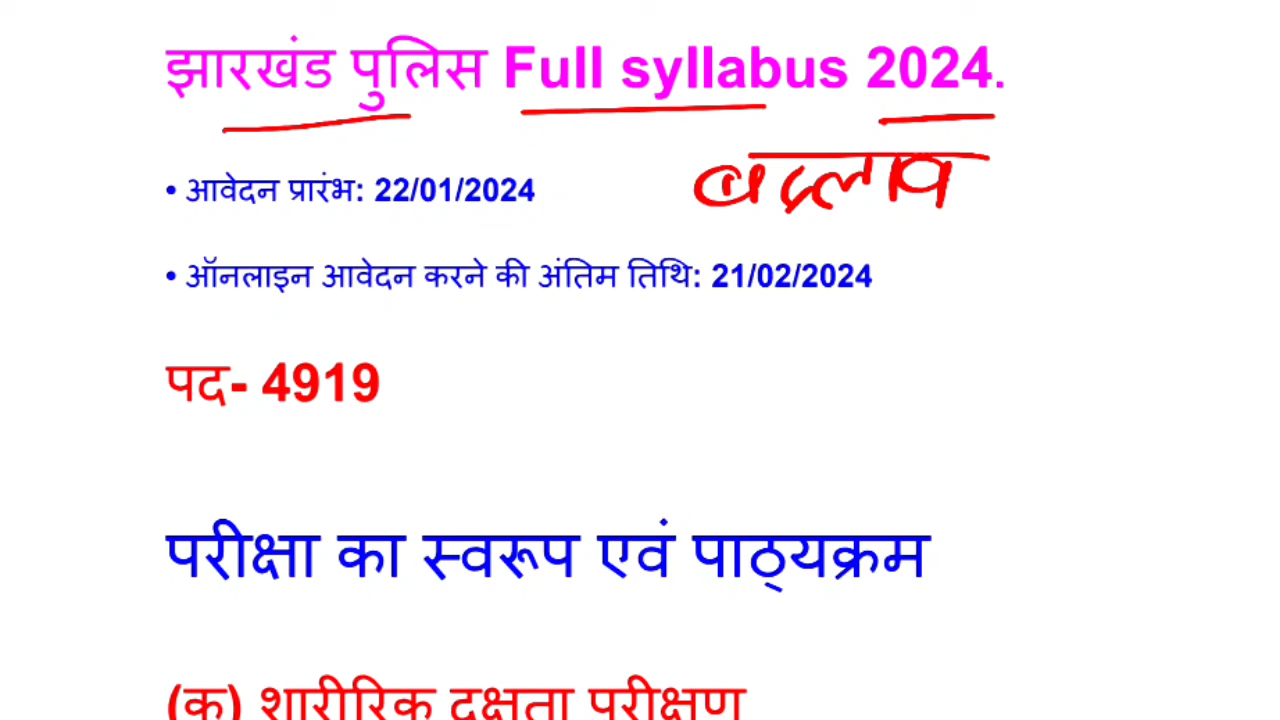 झारखंड पुलिस Full syllabus 2024.
बदलाव
• आवेदन प्रारंभ: 22/01/2024
• ऑनलाइन आवेदन करने की अंतिम तिथि: 21/02/2024
पद- 4919
परीक्षा का स्वरूप एवं पाठ्यक्रम
(क) शारीरिक दक्षता परीक्षण